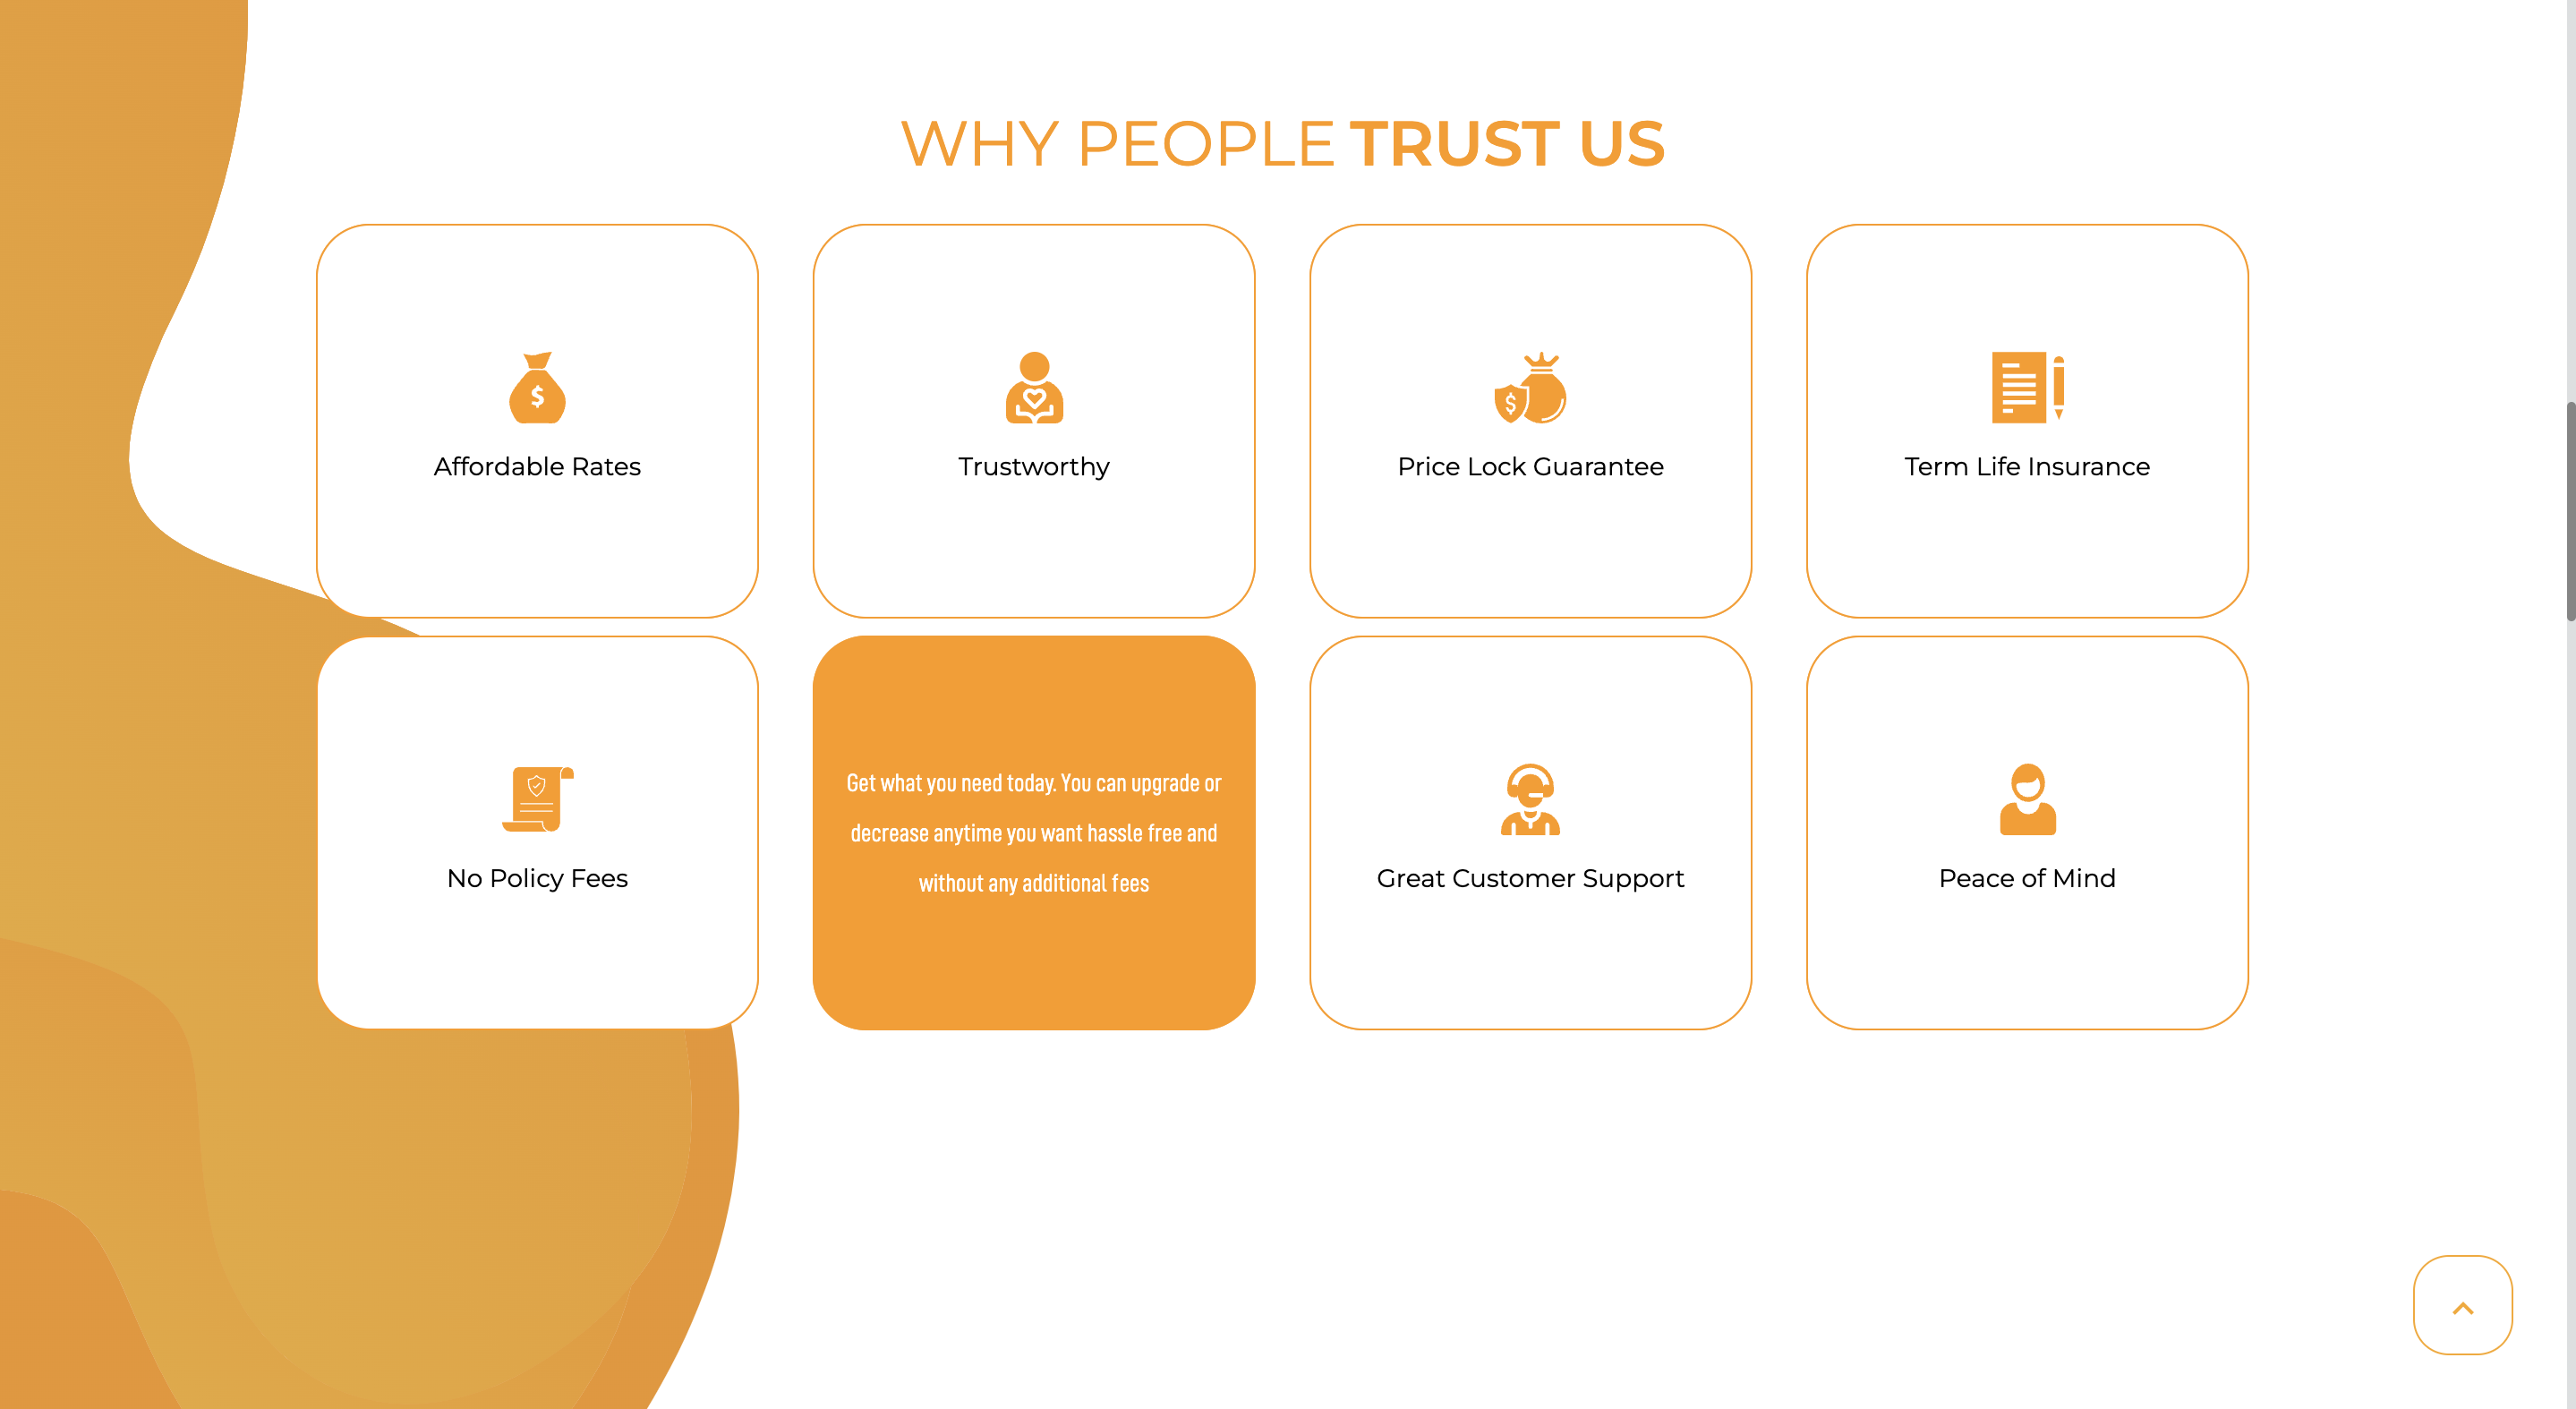 WHY PEOPLE TRUST US
Affordable Rates
Trustworthy
Price Lock Guarantee
Term Life Insurance
No Policy Fees
Get what you need today. You can upgrade or
decrease anytime you want hassle free and
without any additional fees
Great Customer Support
Peace of Mind